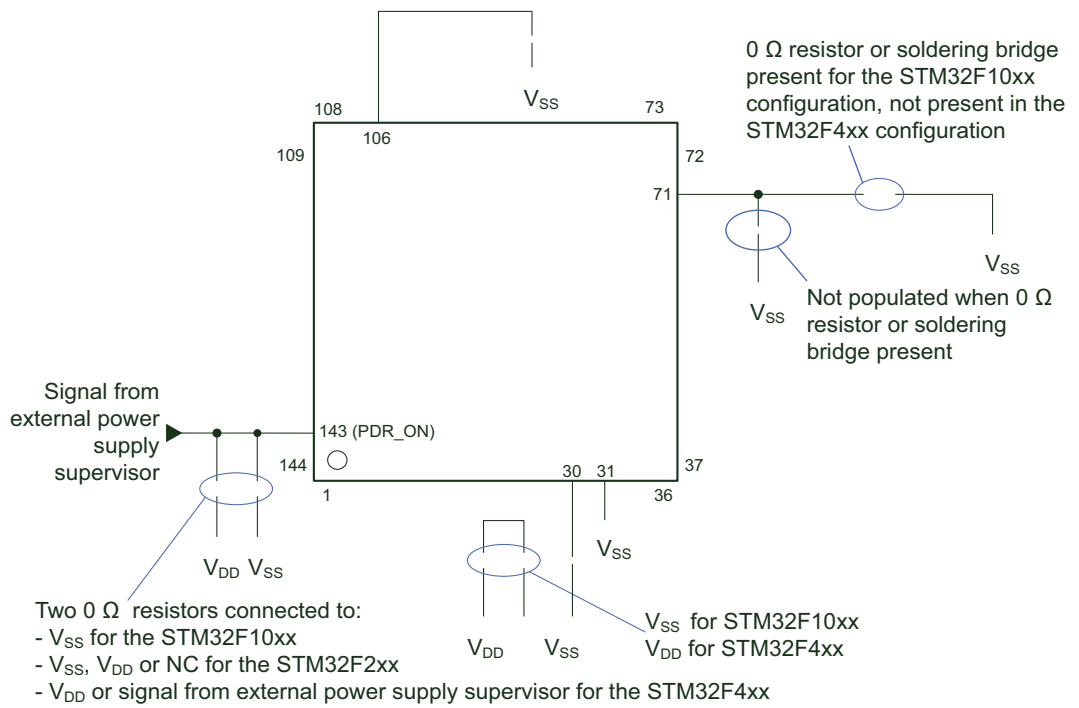 0 Ω resistor or soldering bridge
present for the STM32F10xx
configuration, not present in the
STM32F4xx configuration
VSS
108
73
106
109
72
71
VSS
VSS
Not populated when 0 Ω
resistor or soldering
bridge present
Signal from
external power
supply
supervisor
143 (PDR_ON)
144
30
31
37
1
36
VDD VSS
VSS
Two 0 Ω resistors connected to:
- VSS for the STM32F10xx
- VSS, VDD or NC for the STM32F2xx
- VDD or signal from external power supply supervisor for the STM32F4xx
VDD
VSS
VSS for STM32F10xx
VDD for STM32F4xx